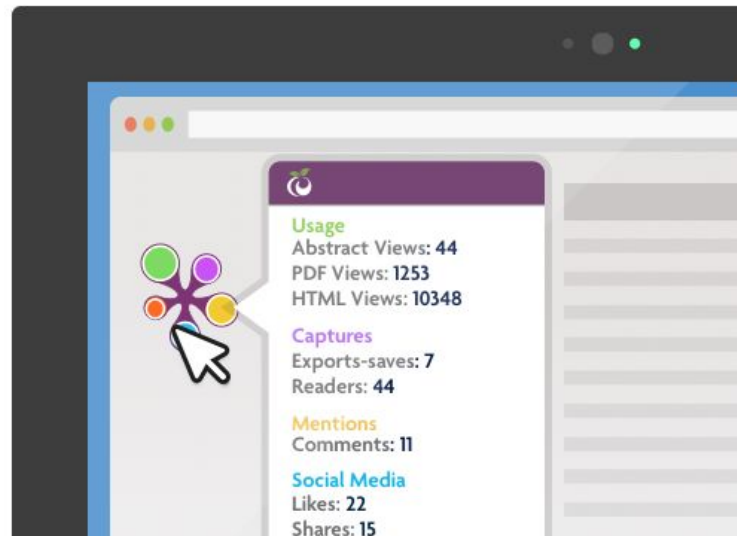 Usage
Abstract Views: 44
PDF Views: 1253
HTML Views: 10348
Captures
Exports-saves: 7
Readers: 44
Mentions
Comments: 11
Social Media
Likes: 22
Shares: 15